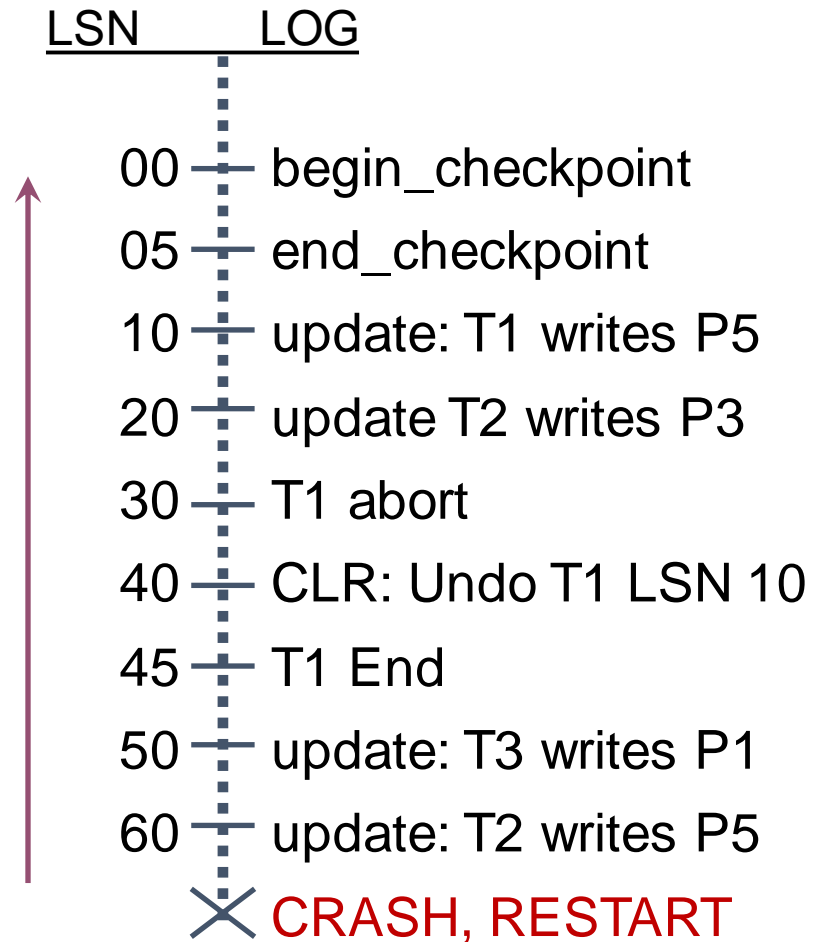 LSN LOG
00 begin_checkpoint
05 end_checkpoint
10 update: T1 writes P5
20 update T2 writes P3
30 T1 abort
40 CLR: Undo T1 LSN 10
45 T1 End
50 update: T3 writes P1
60 update: T2 writes P5
CRASH, RESTART